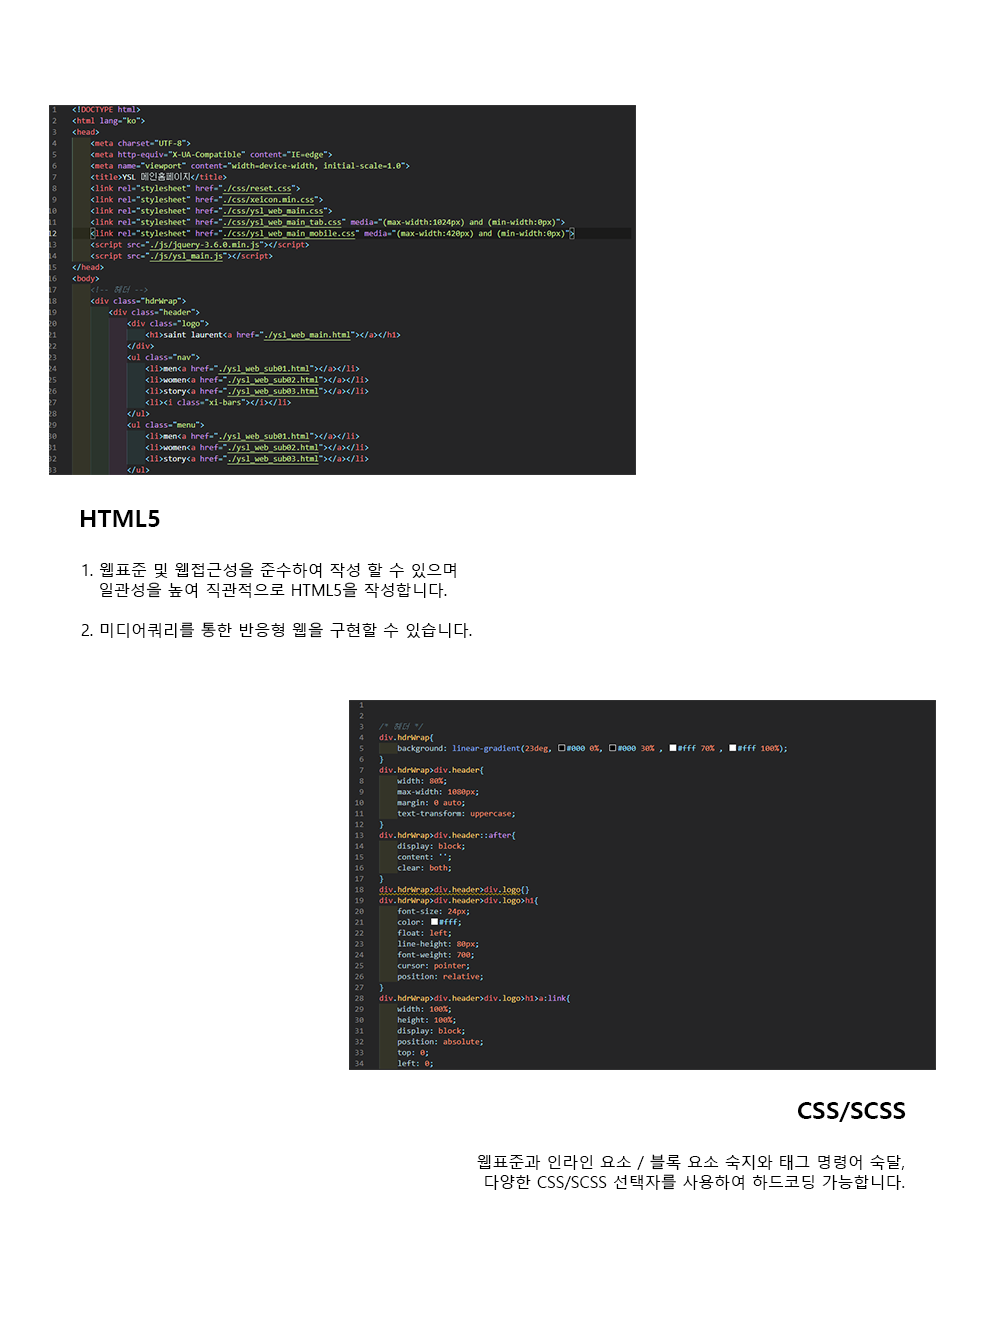 1 <!DOCTYPE html>
2 <html lang="ko">
3 <head>
4 <meta charset="UTF-8">
5 <meta http-equiv="X-UA-Compatible" content="IE=edge">
6 <meta name="viewport" content="width=device-width, initial-scale=1.0">
7 <title>YSL 메인홈페이지</title>
8 <link rel="stylesheet" href="./css/reset.css">
9 <link rel="stylesheet" href="./css/xeicon.min.css">
10 <link rel="stylesheet" href="./css/ysl_web_main.css">
11 <link rel="stylesheet" href="./css/ysl_web_main_tab.css" media="(max-width:1024px) and (min-width:0px)">
12 <link rel="stylesheet" href="./css/ysl_web_main_mobile.css" media="(max-width:420px) and (min-width:0px)">
13 <script src="./js/jquery-3.6.0.min.js"></script>
14 <script src="./js/ysl_main.js"></script>
15 </head>
16 <body>
17 <!-- 헤더 -->
18 <div class="hdrWrap">
19 <div class="header">
20 <div class="logo">
21 <h1>saint laurent<a href="./ysl_web_main.html"></a></h1>
22 </div>
23 <ul class="nav">
24 <li>men<a href="./ysl_web_sub01.html"></a></li>
25 <li>women<a href="./ysl_web_sub02.html"></a></li>
26 <li>story<a href="./ysl_web_sub03.html"></a></li>
27 <li><i class="xi-bars"></i></li>
28 </ul>
29 <ul class="menu">
30 <li>men<a href="./ysl_web_sub01.html"></a></li>
31 <li>women<a href="./ysl_web_sub02.html"></a></li>
32 <li>story<a href="./ysl_web_sub03.html"></a></li>
33 </ul>
HTML5
1. 웹표준 및 웹접근성을 준수하여 작성 할 수 있으며
일관성을 높여 직관적으로 HTML5을 작성합니다.
2. 미디어쿼리를 통한 반응형 웹을 구현할 수 있습니다.
1
2
3 /* 헤더 */
4 div.hdrWrap{
5 background: linear-gradient(23deg, #000 0%, #000 30% , #fff 70% , #fff 100%);
6 }
7 div.hdrWrap>div.header{
8 width: 80%;
9 max-width: 1080px;
10 margin: 0 auto;
11 text-transform: uppercase;
12 }
13 div.hdrWrap>div.header::after{
14 display: block;
15 content: '';
16 clear: both;
17 }
18 div.hdrWrap>div.header>div.logo{}
19 div.hdrWrap>div.header>div.logo>h1{
20 font-size: 24px;
21 color: #fff;
22 float: left;
23 line-height: 80px;
24 font-weight: 700;
25 cursor: pointer;
26 position: relative;
27 }
28 div.hdrWrap>div.header>div.logo>h1>a:link{
29 width: 100%;
30 height: 100%;
31 display: block;
32 position: absolute;
33 top: 0;
34 left: 0;
CSS/SCSS
웹표준과 인라인 요소 / 블록 요소 숙지와 태그 명령어 숙달,
다양한 CSS/SCSS 선택자를 사용하여 하드코딩 가능합니다.